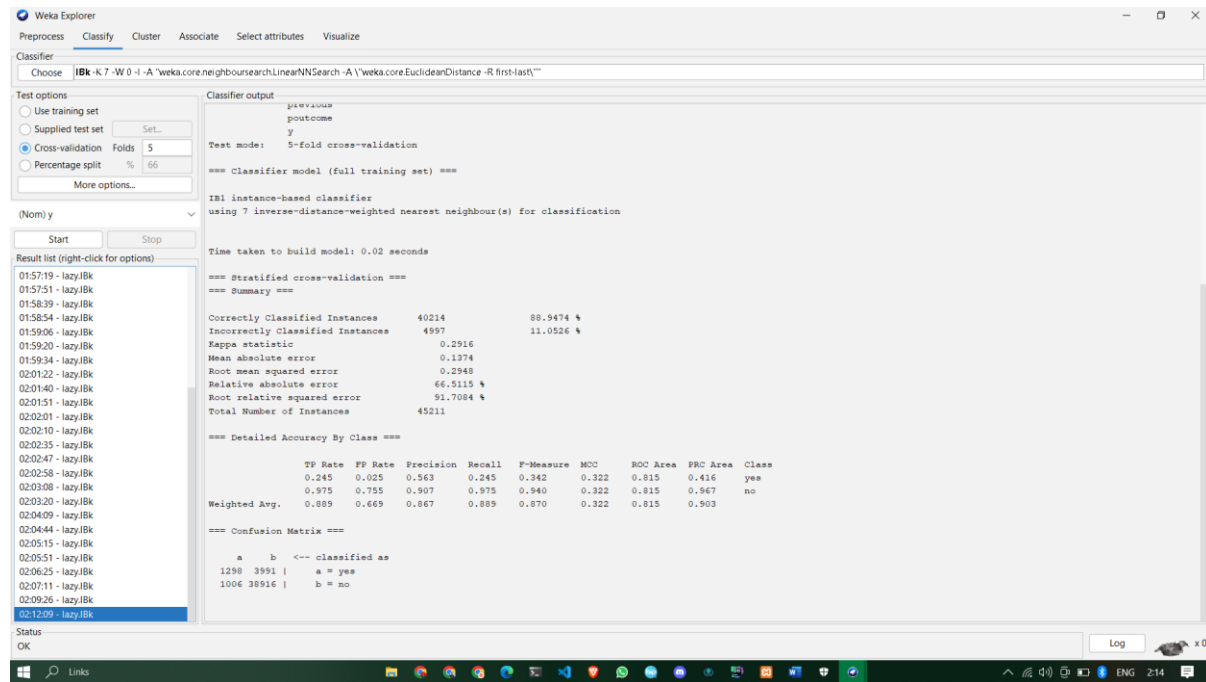 Weka Explorer
Preprocess Classify Cluster Associate Select attributes Visualize
Classifier
Choose IBk -K 7 -W 0 -I -A "weka.core.neighboursearch.LinearNNSearch -A \"weka.core.EuclideanDistance -R first-last\""
Test options
Use training set
Supplied test set Set...
Cross-validation Folds 5
Percentage split % 66
More options...
(Nom) y
Start Stop
Result list (right-click for options)
01:57:19 - lazy.IBk
01:57:51 - lazy.IBk
01:58:39 - lazy.IBk
01:58:54 - lazy.IBk
01:59:06 - lazy.IBk
01:59:20 - lazy.IBk
01:59:34 - lazy.IBk
02:01:22 - lazy.IBk
02:01:40 - lazy.IBk
02:01:51 - lazy.IBk
02:02:01 - lazy.IBk
02:02:10 - lazy.IBk
02:02:35 - lazy.IBk
02:02:47 - lazy.IBk
02:02:58 - lazy.IBk
02:03:08 - lazy.IBk
02:03:20 - lazy.IBk
02:04:09 - lazy.IBk
02:04:44 - lazy.IBk
02:05:15 - lazy.IBk
02:05:51 - lazy.IBk
02:06:25 - lazy.IBk
02:07:11 - lazy.IBk
02:09:26 - lazy.IBk
02:12:09 - lazy.IBk
Classifier output
previous
poutcome
y
Test mode: 5-fold cross-validation
=== Classifier model (full training set) ===
IB1 instance-based classifier
using 7 inverse-distance-weighted nearest neighbour(s) for classification
Time taken to build model: 0.02 seconds
=== Stratified cross-validation ===
=== Summary ===
Correctly Classified Instances 40214 88.9474 %
Incorrectly Classified Instances 4997 11.0526 %
Kappa statistic 0.2916
Mean absolute error 0.1374
Root mean squared error 0.2948
Relative absolute error 66.5115 %
Root relative squared error 91.7084 %
Total Number of Instances 45211
=== Detailed Accuracy By Class ===
TP Rate FP Rate Precision Recall F-Measure MCC ROC Area PRC Area Class
0.245 0.025 0.563 0.245 0.342 0.322 0.815 0.416 yes
0.975 0.755 0.907 0.975 0.940 0.322 0.815 0.967 no
Weighted Avg. 0.889 0.669 0.867 0.889 0.870 0.322 0.815 0.903
=== Confusion Matrix ===
a b <-- classified as
1298 3991 | a = yes
1006 38916 | b = no
Status
OK
Log x 0
Links
ENG 2:14